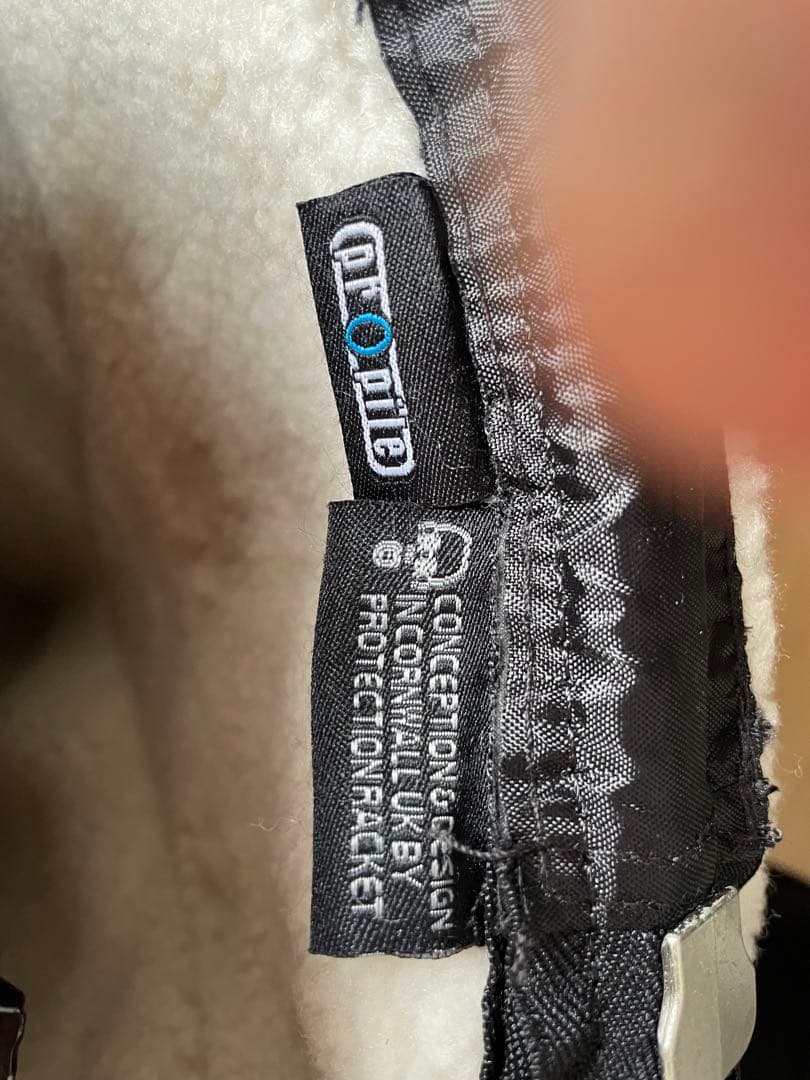 propile
CONCEPTION & DESIGN
IN CORNWALL UK BY
PROTECTION RACKET
©